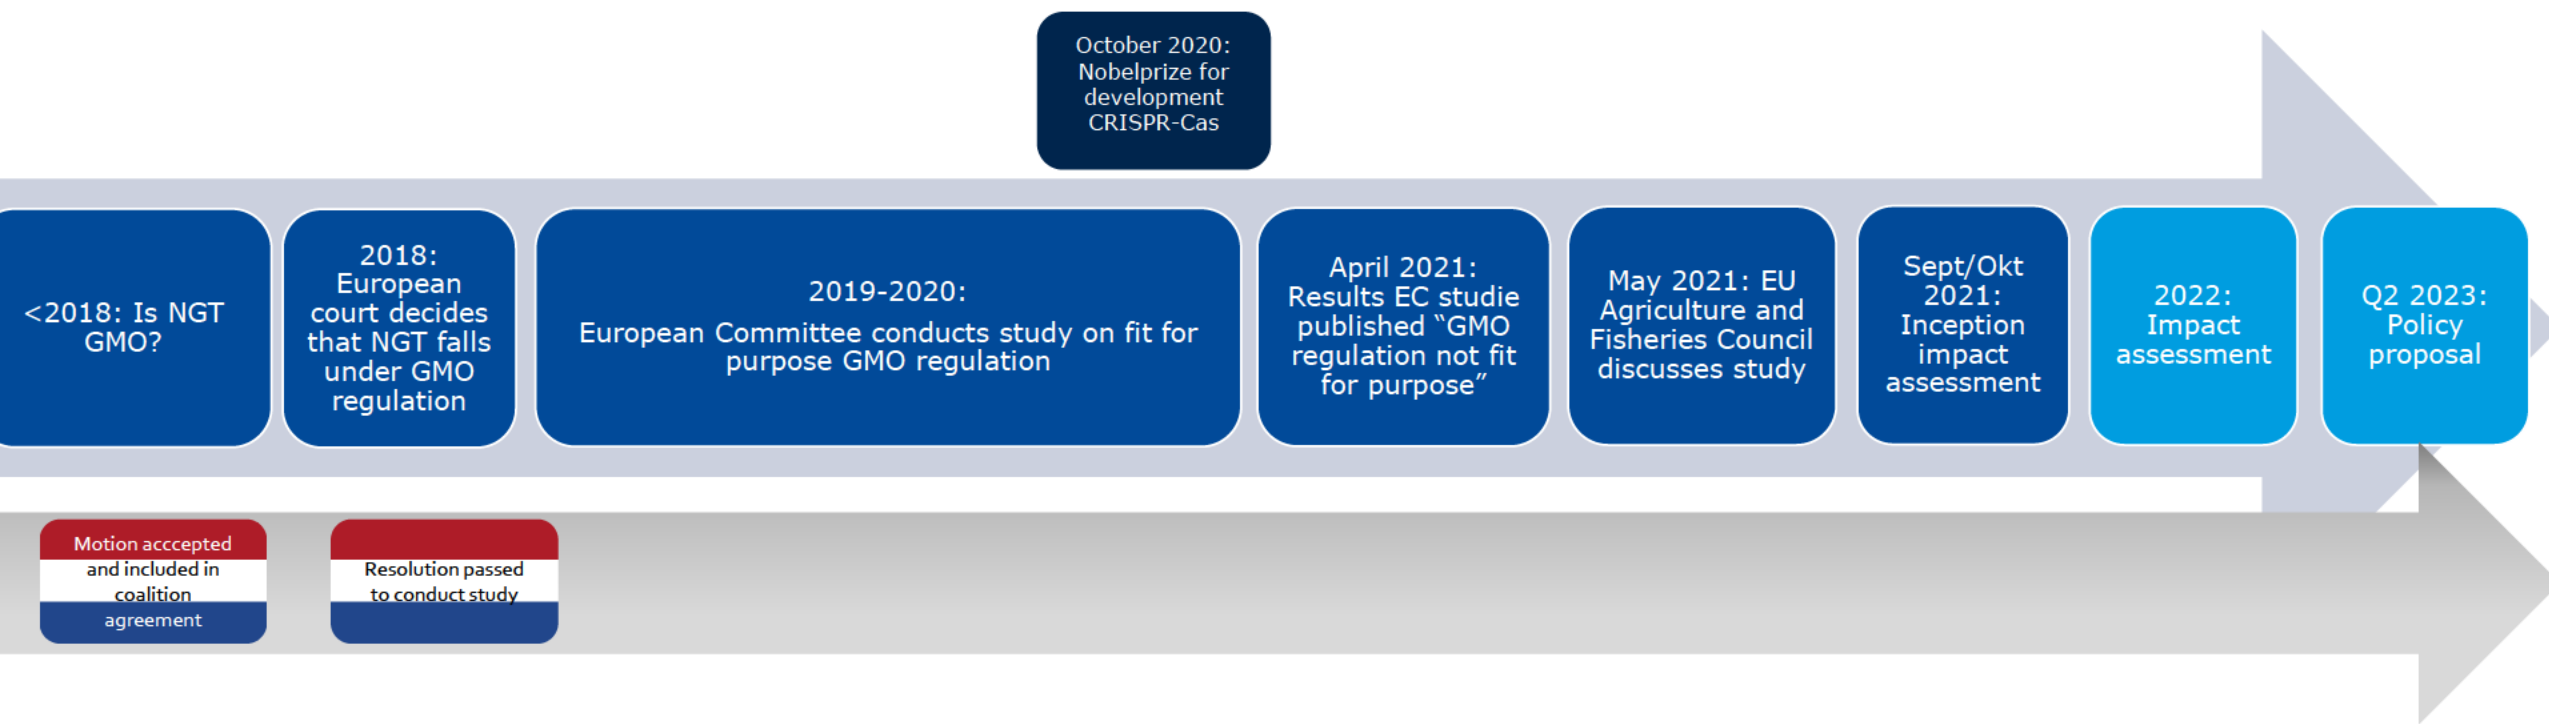 October 2020:
Nobelprize for
development
CRISPR-Cas
<2018: Is NGT
GMO?
2018:
European
court decides
that NGT falls
under GMO
regulation
2019-2020:
European Committee conducts study on fit for
purpose GMO regulation
April 2021:
Results EC studie
published “GMO
regulation not fit
for purpose”
May 2021: EU
Agriculture and
Fisheries Council
discusses study
Sept/Okt
2021:
Inception
impact
assessment
2022:
Impact
assessment
Q2 2023:
Policy
proposal
Motion acccepted
and included in
coalition
agreement
Resolution passed
to conduct study